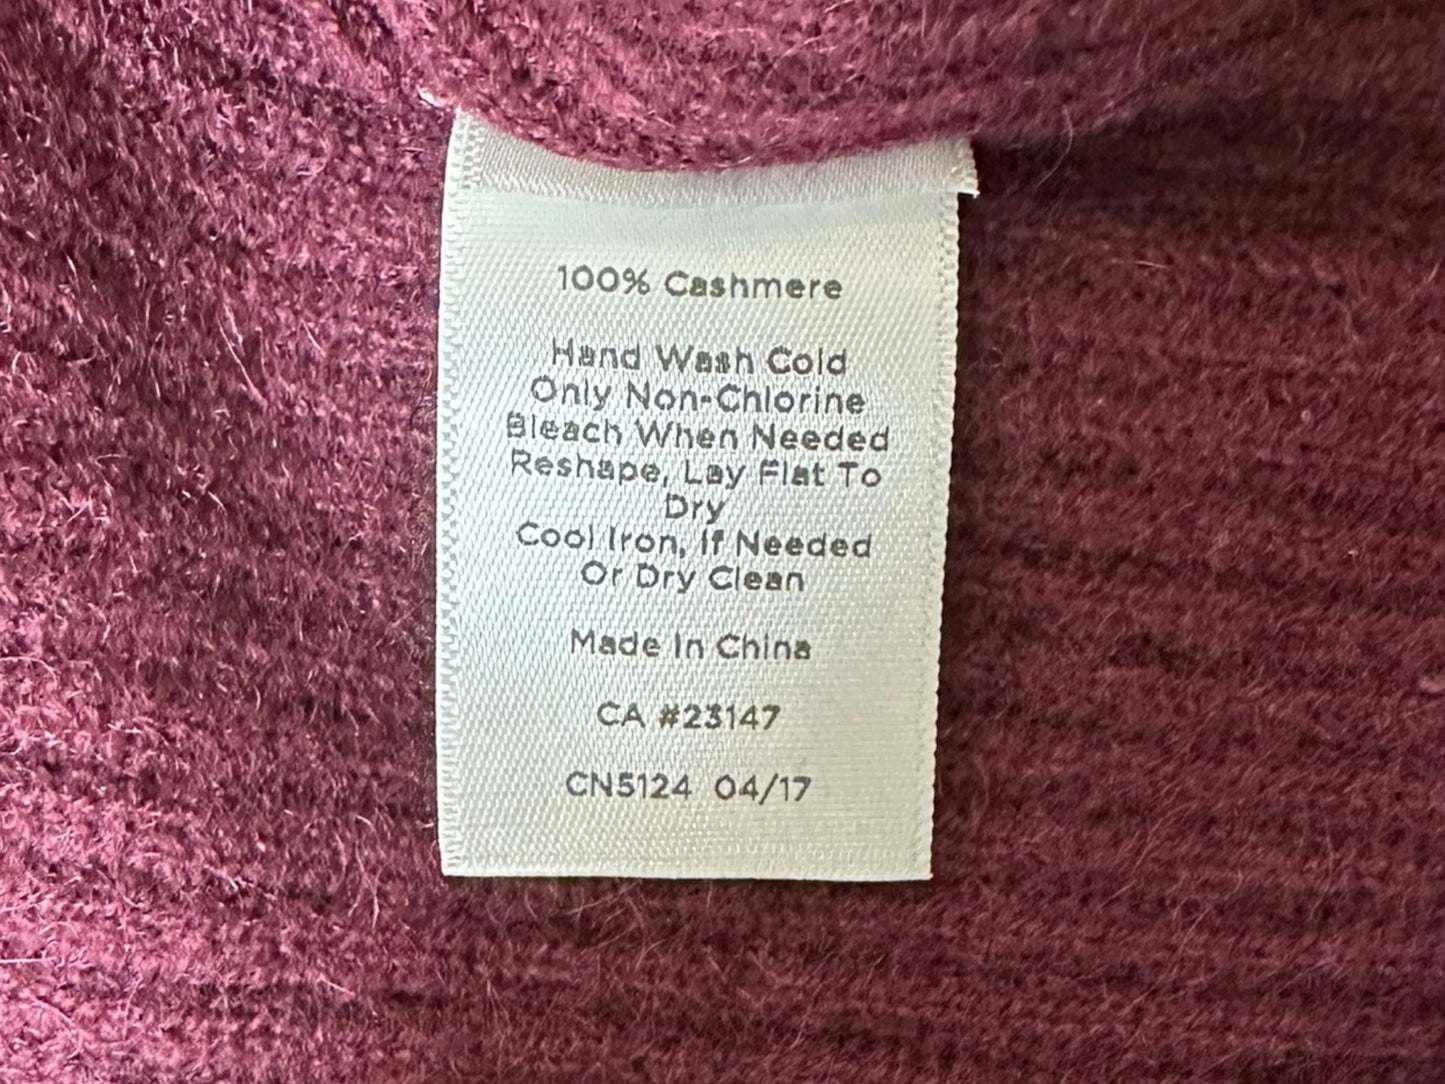 100% Cashmere
Hand Wash Cold
Only Non-Chlorine
Bleach When Needed
Reshape, Lay Flat To
Dry
Cool Iron, If Needed
Or Dry Clean
Made In China
CA #23147
CN5124 04/17